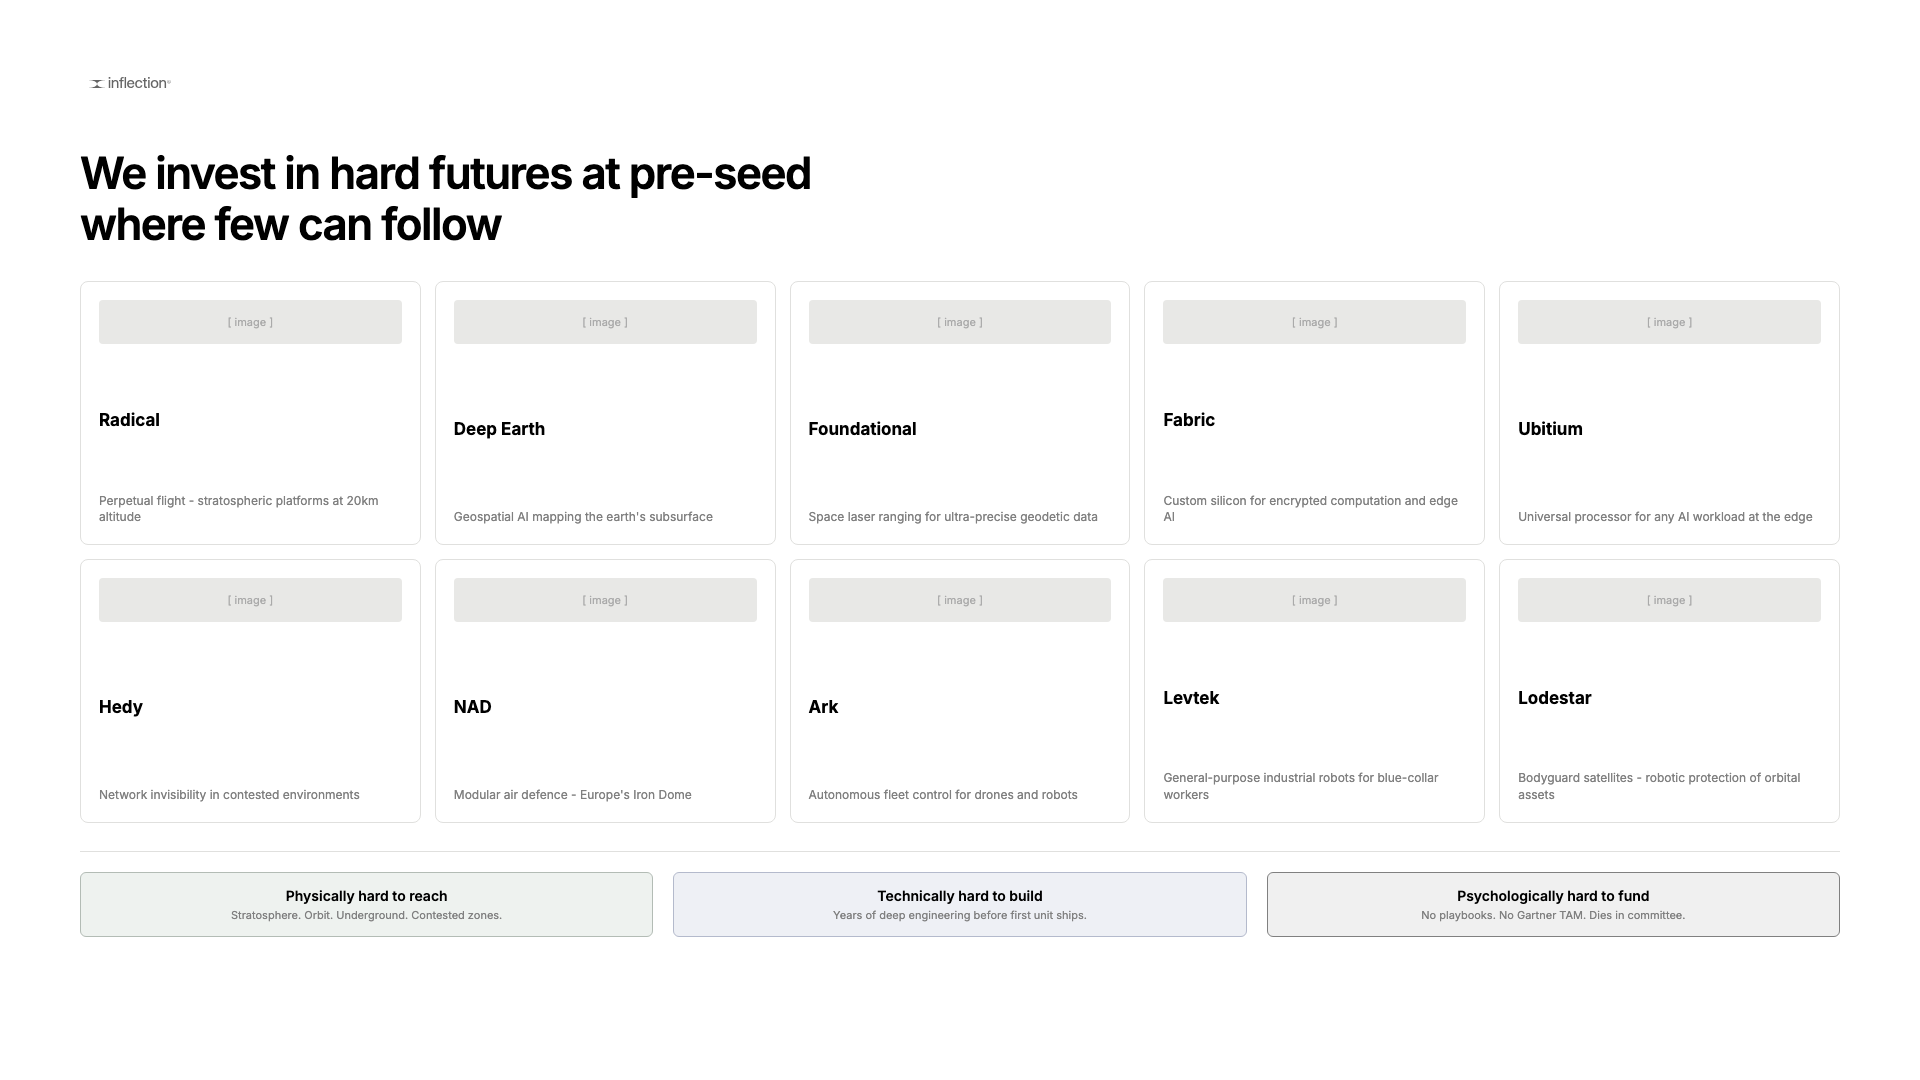 inflection
We invest in hard futures at pre-seed
where few can follow
[ image ]
Radical
Perpetual flight - stratospheric platforms at 20km
altitude
[ image ]
Deep Earth
Geospatial AI mapping the earth's subsurface
[ image ]
Foundational
Space laser ranging for ultra-precise geodetic data
[ image ]
Fabric
Custom silicon for encrypted computation and edge
AI
[ image ]
Ubitium
Universal processor for any AI workload at the edge
[ image ]
Hedy
Network invisibility in contested environments
[ image ]
NAD
Modular air defence - Europe's Iron Dome
[ image ]
Ark
Autonomous fleet control for drones and robots
[ image ]
Levtek
General-purpose industrial robots for blue-collar
workers
[ image ]
Lodestar
Bodyguard satellites - robotic protection of orbital
assets
Physically hard to reach
Stratosphere. Orbit. Underground. Contested zones.
Technically hard to build
Years of deep engineering before first unit ships.
Psychologically hard to fund
No playbooks. No Gartner TAM. Dies in committee.